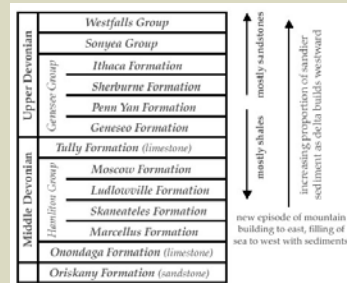 Upper Devonian
Westfalls Group
Sonyea Group
Genesee Group
Ithaca Formation
Sherburne Formation
Penn Yan Formation
Geneseo Formation
Middle Devonian
Tully Formation (limestone)
Hamilton Group
Moscow Formation
Ludlowville Formation
Skaneateles Formation
Marcellus Formation
Onondaga Formation (limestone)
Oriskany Formation (sandstone)
mostly sandstones
mostly shales
increasing proportion of sandier
sediment as delta builds westward
new episode of mountain
building to east, filling of
sea to west with sediments